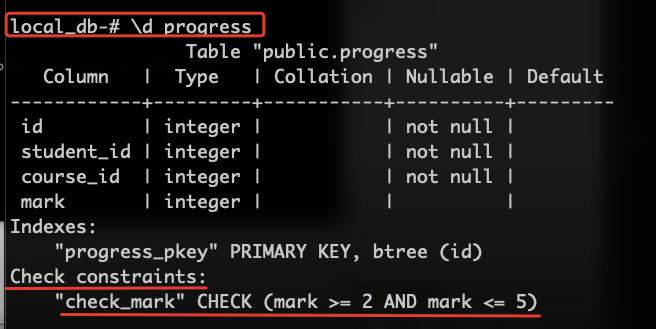 local_db-# \d progress
Table "public.progress"
Column | Type | Collation | Nullable | Default
------------+---------+-----------+----------+---------
id | integer | | not null |
student_id | integer | | not null |
course_id | integer | | not null |
mark | integer | | |
Indexes:
"progress_pkey" PRIMARY KEY, btree (id)
Check constraints:
"check_mark" CHECK (mark >= 2 AND mark <= 5)